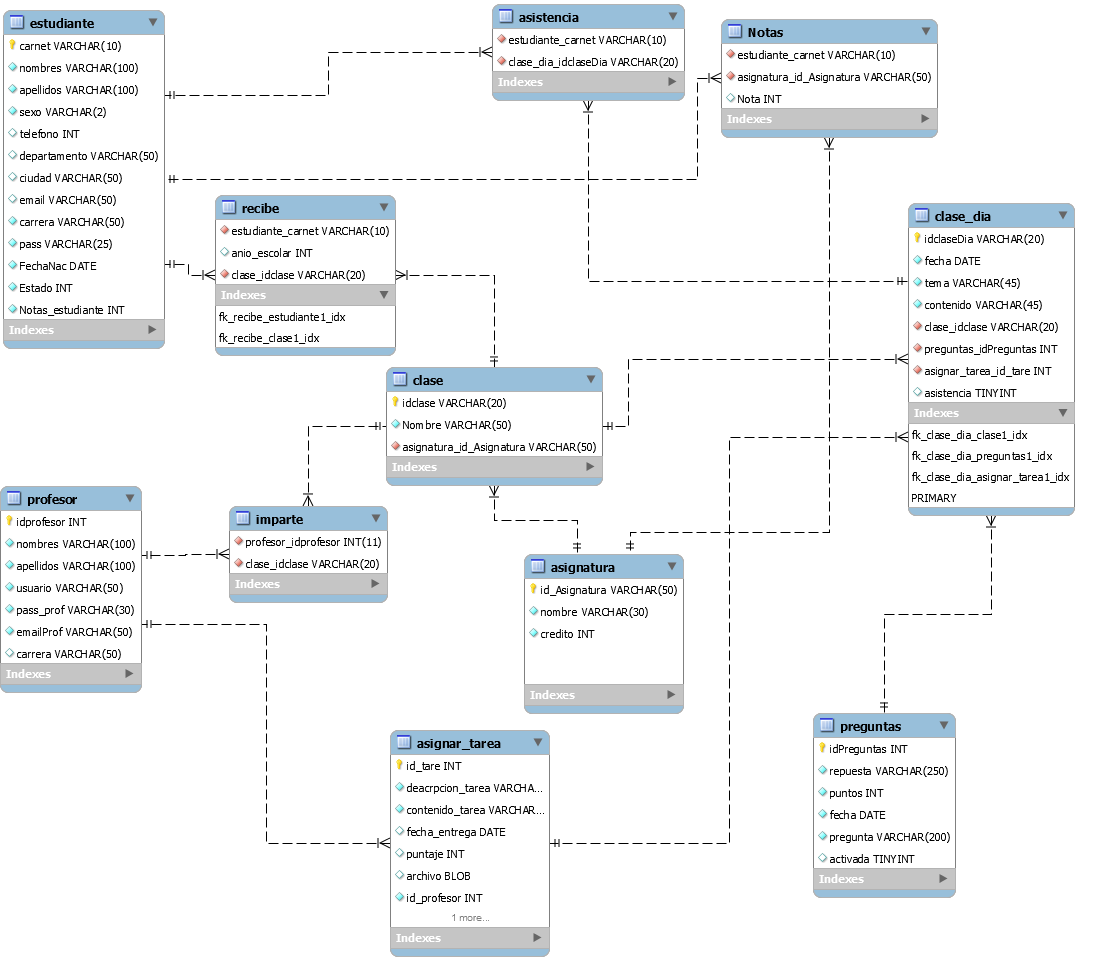 estudiante
carnet VARCHAR(10)
nombres VARCHAR(100)
apellidos VARCHAR(100)
sexo VARCHAR(2)
telefono INT
departamento VARCHAR(50)
ciudad VARCHAR(50)
email VARCHAR(50)
carrera VARCHAR(50)
pass VARCHAR(25)
FechaNac DATE
Estado INT
Notas_estudiante INT
Indexes
asistencia
estudiante_carnet VARCHAR(10)
clase_dia_idclaseDia VARCHAR(20)
Indexes
Notas
estudiante_carnet VARCHAR(10)
asignatura_id_Asignatura VARCHAR(50)
Nota INT
Indexes
recibe
estudiante_carnet VARCHAR(10)
anio_escolar INT
clase_idclase VARCHAR(20)
Indexes
fk_recibe_estudiante1_idx
fk_recibe_clase1_idx
clase_dia
idclaseDia VARCHAR(20)
fecha DATE
tema VARCHAR(45)
contenido VARCHAR(45)
clase_idclase VARCHAR(20)
preguntas_idPreguntas INT
asignar_tarea_id_tare INT
asistencia TINYINT
Indexes
fk_clase_dia_clase1_idx
fk_clase_dia_preguntas1_idx
fk_clase_dia_asignar_tarea1_idx
PRIMARY
clase
idclase VARCHAR(20)
Nombre VARCHAR(50)
asignatura_id_Asignatura VARCHAR(50)
Indexes
profesor
idprofesor INT
nombres VARCHAR(100)
apellidos VARCHAR(100)
usuario VARCHAR(50)
pass_prof VARCHAR(30)
emailProf VARCHAR(50)
carrera VARCHAR(50)
Indexes
imparte
profesor_idprofesor INT(11)
clase_idclase VARCHAR(20)
Indexes
asignatura
id_Asignatura VARCHAR(50)
nombre VARCHAR(30)
credito INT
Indexes
asignar_tarea
id_tare INT
deacrpcion_tarea VARCHA...
contenido_tarea VARCHAR...
fecha_entrega DATE
puntaje INT
archivo BLOB
id_profesor INT
1 more...
Indexes
preguntas
idPreguntas INT
repuesta VARCHAR(250)
puntos INT
fecha DATE
pregunta VARCHAR(200)
activada TINYINT
Indexes